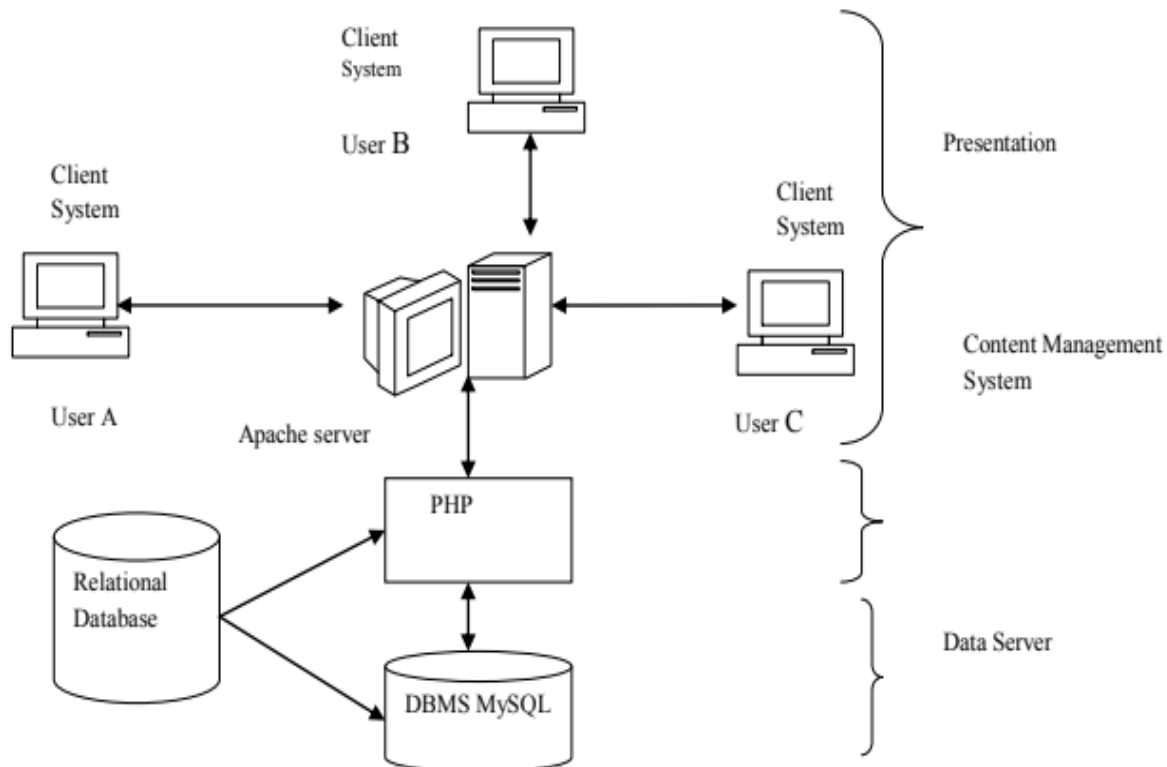 Client
System
User B
Presentation
Client
System
Client
System
Content Management
System
User A
Apache server
User C
PHP
Relational
Database
Data Server
DBMS MySQL